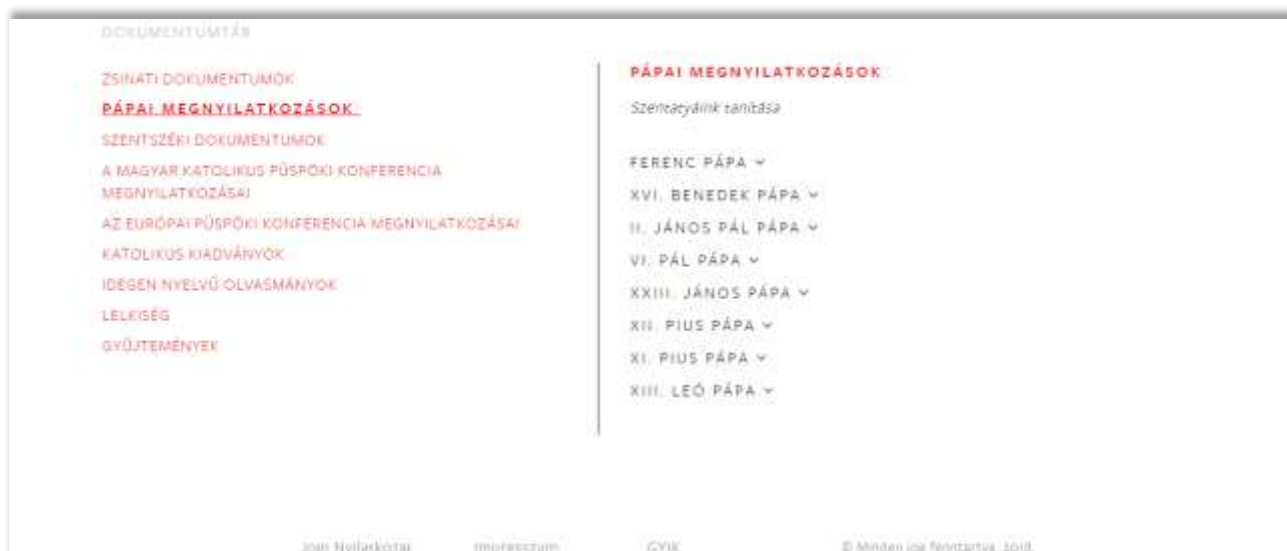 DOKUMENTUMTÁR
ZSINATI DOKUMENTUMOK
PÁPAI MEGNYILATKOZÁSOK
SZENTSZÉKI DOKUMENTUMOK
A MAGYAR KATOLIKUS PÜSPÖKI KONFERENCIA
MEGNYILATKOZÁSAI
AZ EURÓPAI PÜSPÖKI KONFERENCIA MEGNYILATKOZÁSAI
KATOLIKUS KIADVÁNYOK
IDEGEN NYELVŰ OLVASMÁNYOK
LELKISÉG
GYŰJTEMÉNYEK
PÁPAI MEGNYILATKOZÁSOK
Szentatyáink tanítása
FERENC PÁPA
XVI. BENEDEK PÁPA
II. JÁNOS PÁL PÁPA
VI. PÁL PÁPA
XXIII. JÁNOS PÁPA
XII. PIUS PÁPA
XI. PIUS PÁPA
XIII. LEÓ PÁPA
Jogi Nyilatkozat
Impresszum
GYIK
© Minden jog fenntartva, 2018.